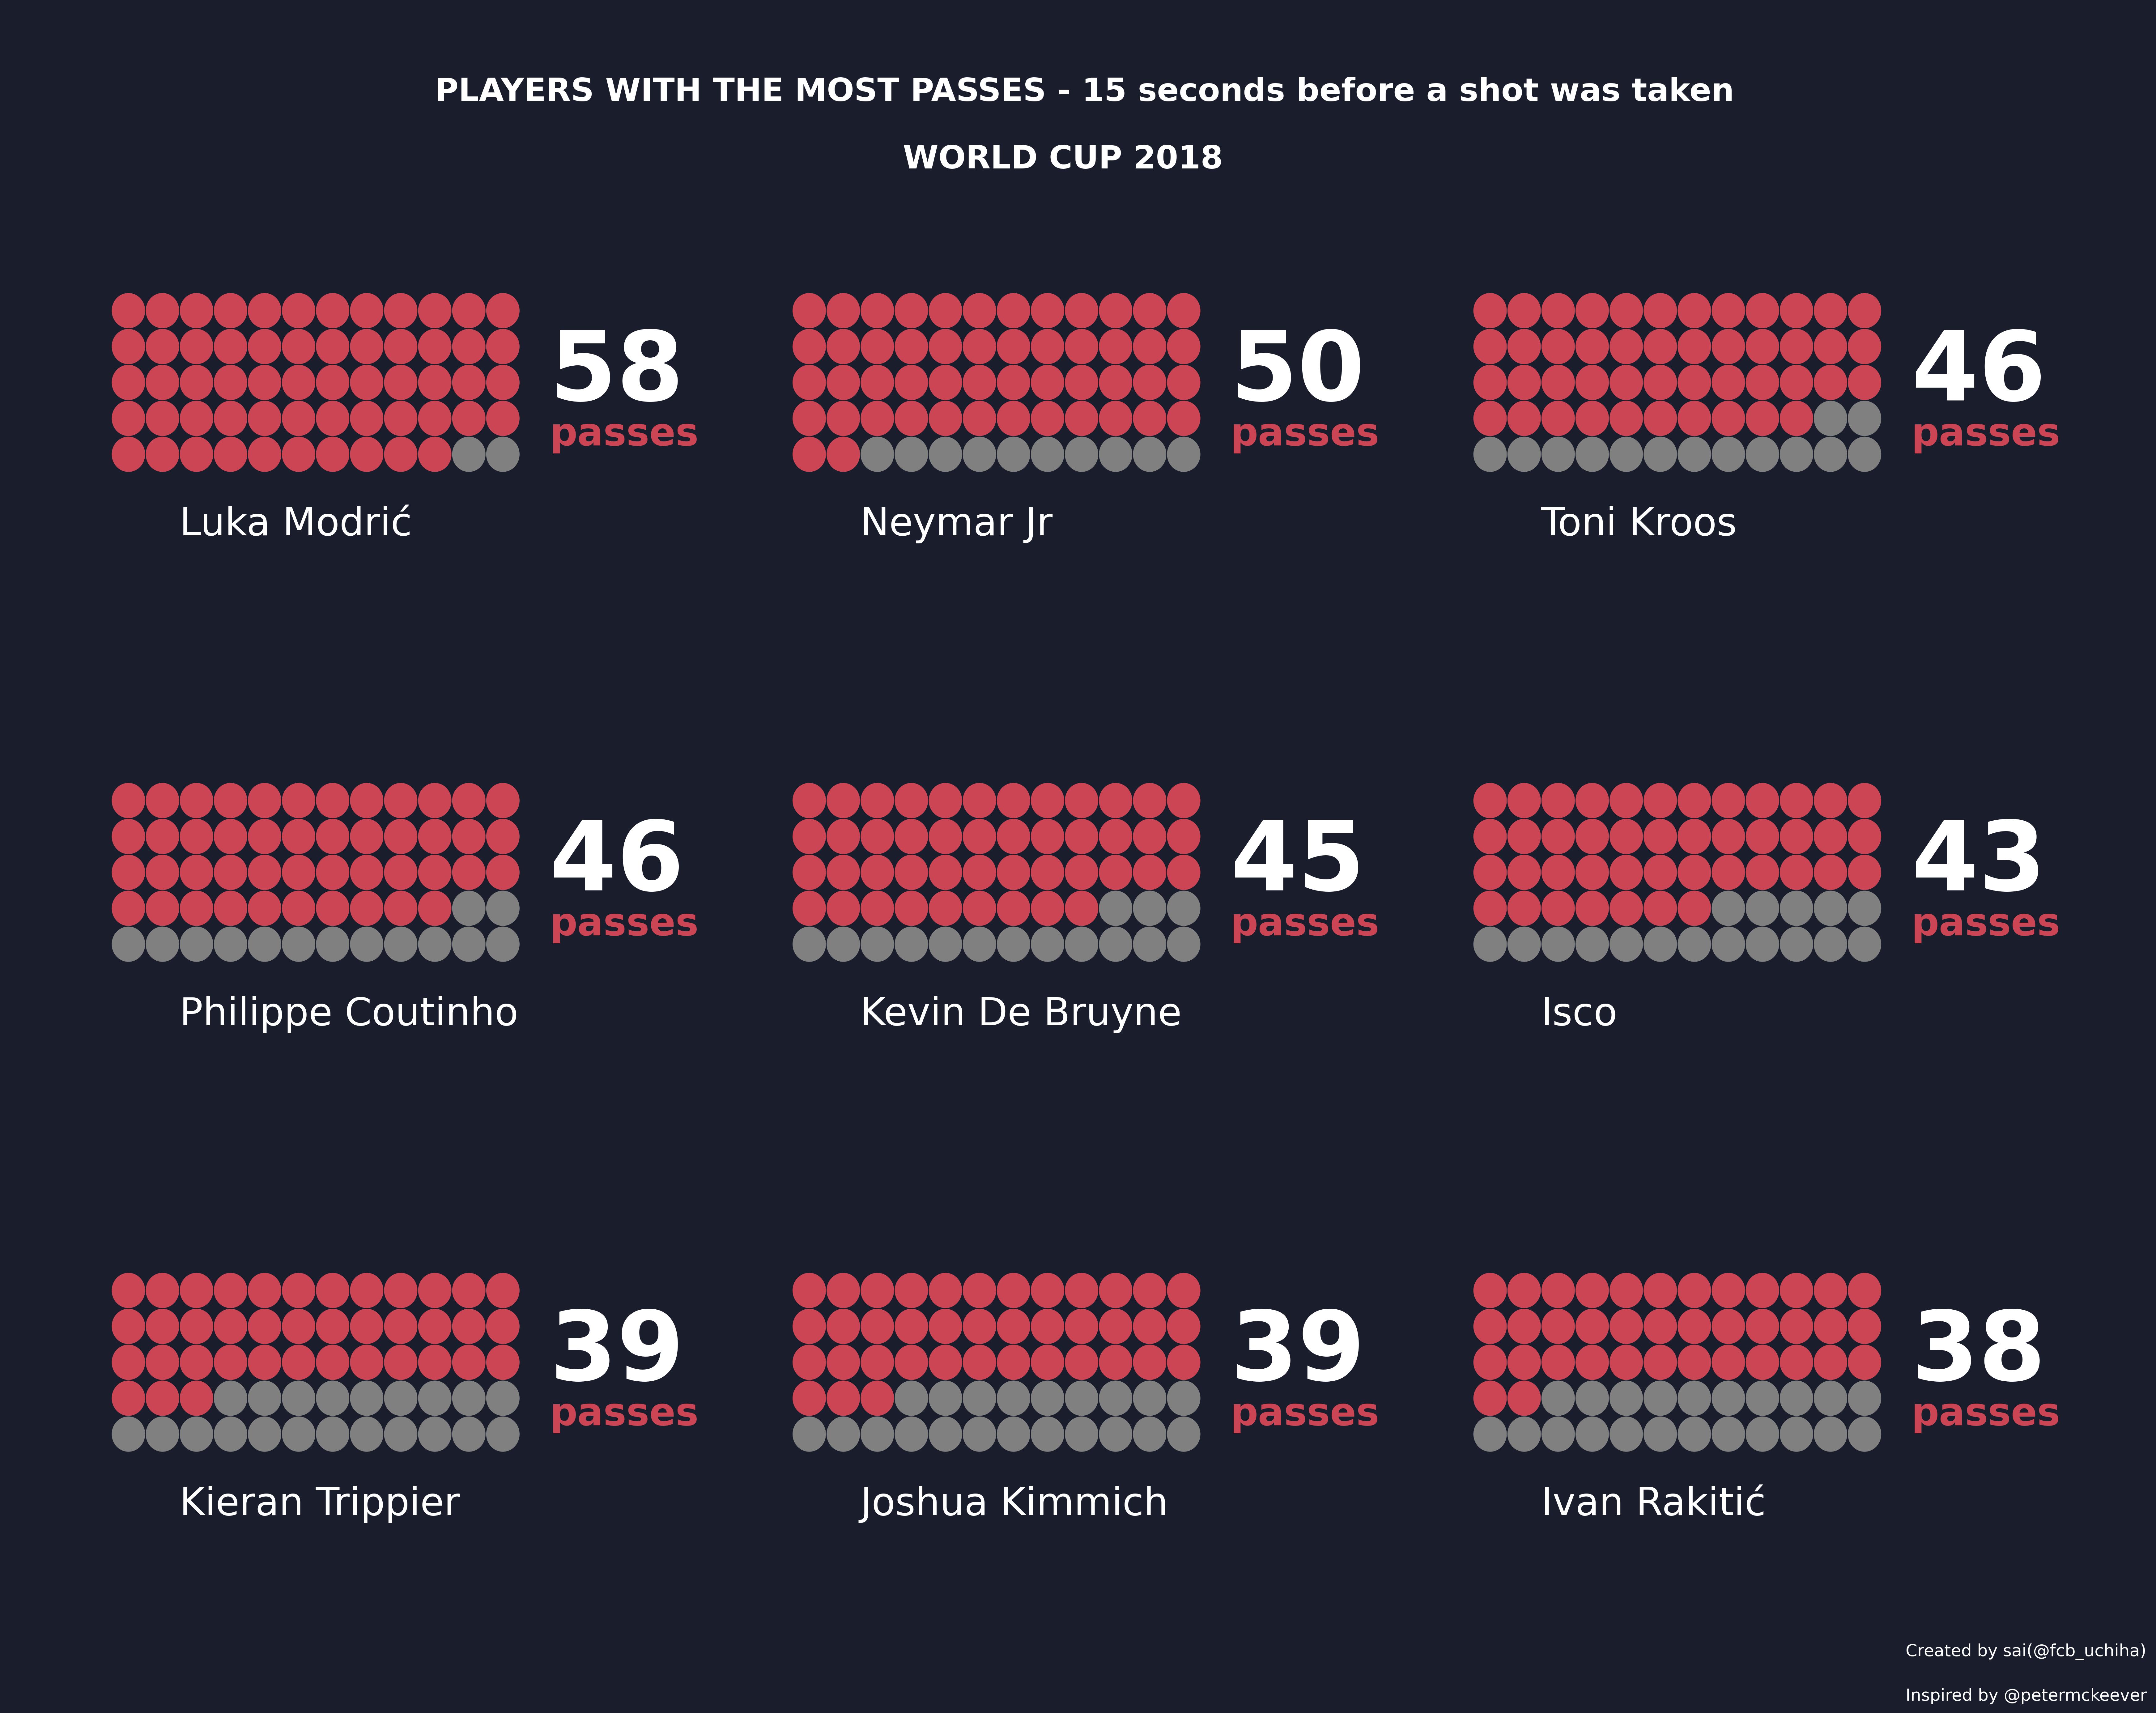 PLAYERS WITH THE MOST PASSES - 15 seconds before a shot was taken
WORLD CUP 2018
58
passes
Luka Modrić
50
passes
Neymar Jr
46
passes
Toni Kroos
46
passes
Philippe Coutinho
45
passes
Kevin De Bruyne
43
passes
Isco
39
passes
Kieran Trippier
39
passes
Joshua Kimmich
38
passes
Ivan Rakitić
Created by sai(@fcb_uchiha)
Inspired by @petermckeever